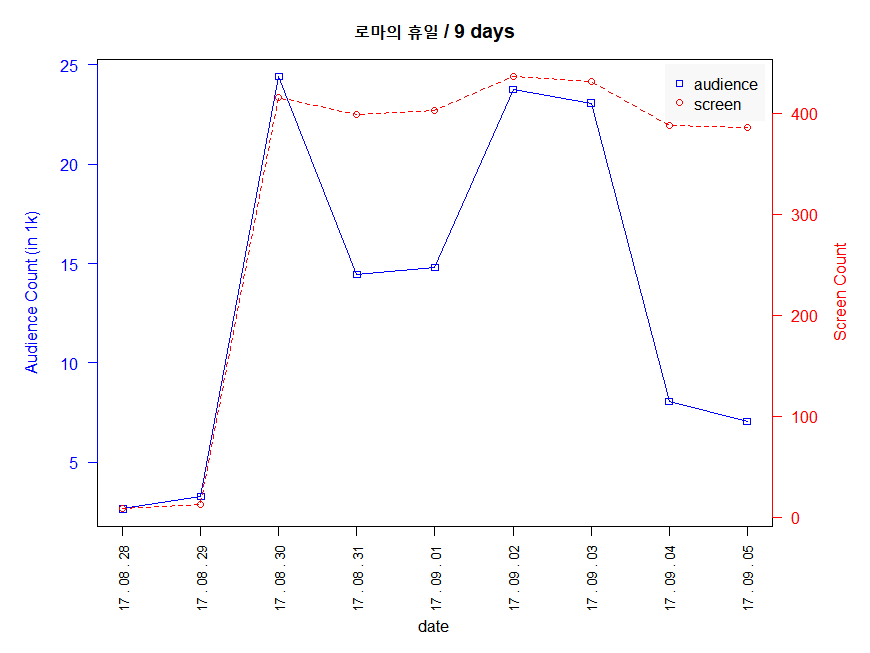 로마의 휴일 / 9 days
audience
screen
25
20
15
10
5
Audience Count (in 1k)
400
300
200
100
0
Screen Count
17 . 08 . 28
17 . 08 . 29
17 . 08 . 30
17 . 08 . 31
17 . 09 . 01
17 . 09 . 02
17 . 09 . 03
17 . 09 . 04
17 . 09 . 05
date